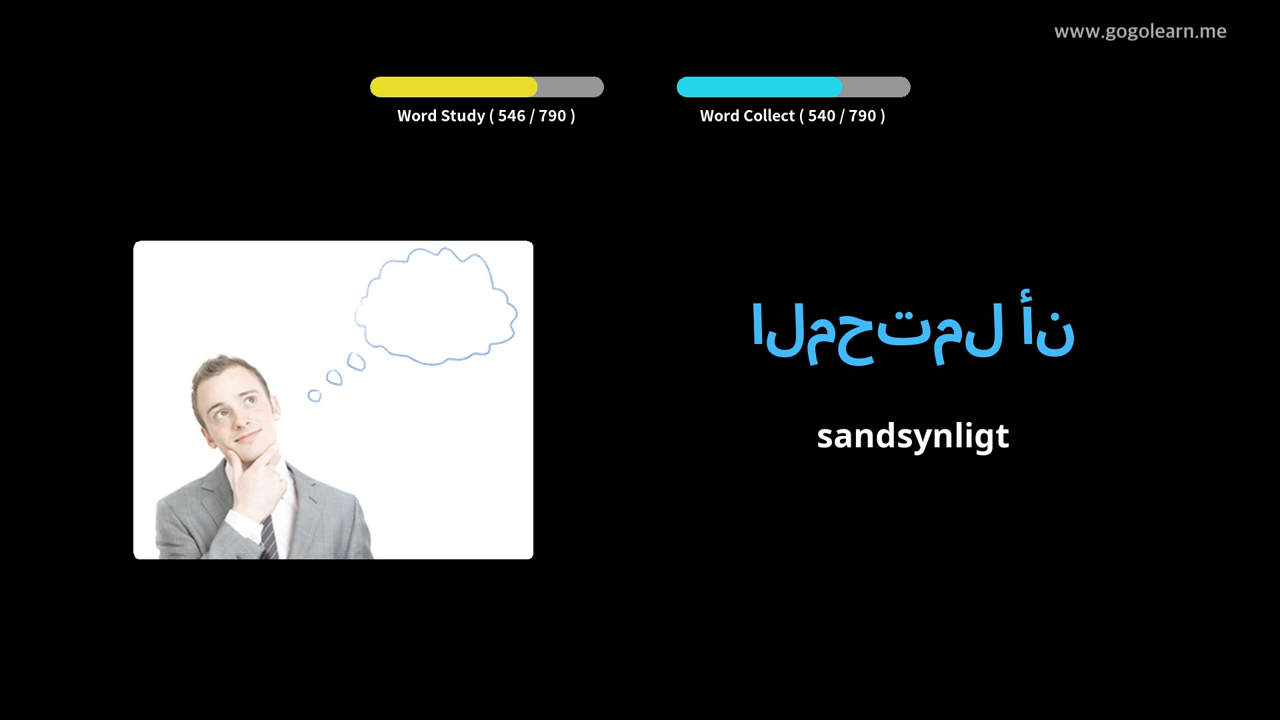 المحتمل أن
sandsynligt
www.gogolearn.me
Word Study ( 546 / 790 )
Word Collect ( 540 / 790 )